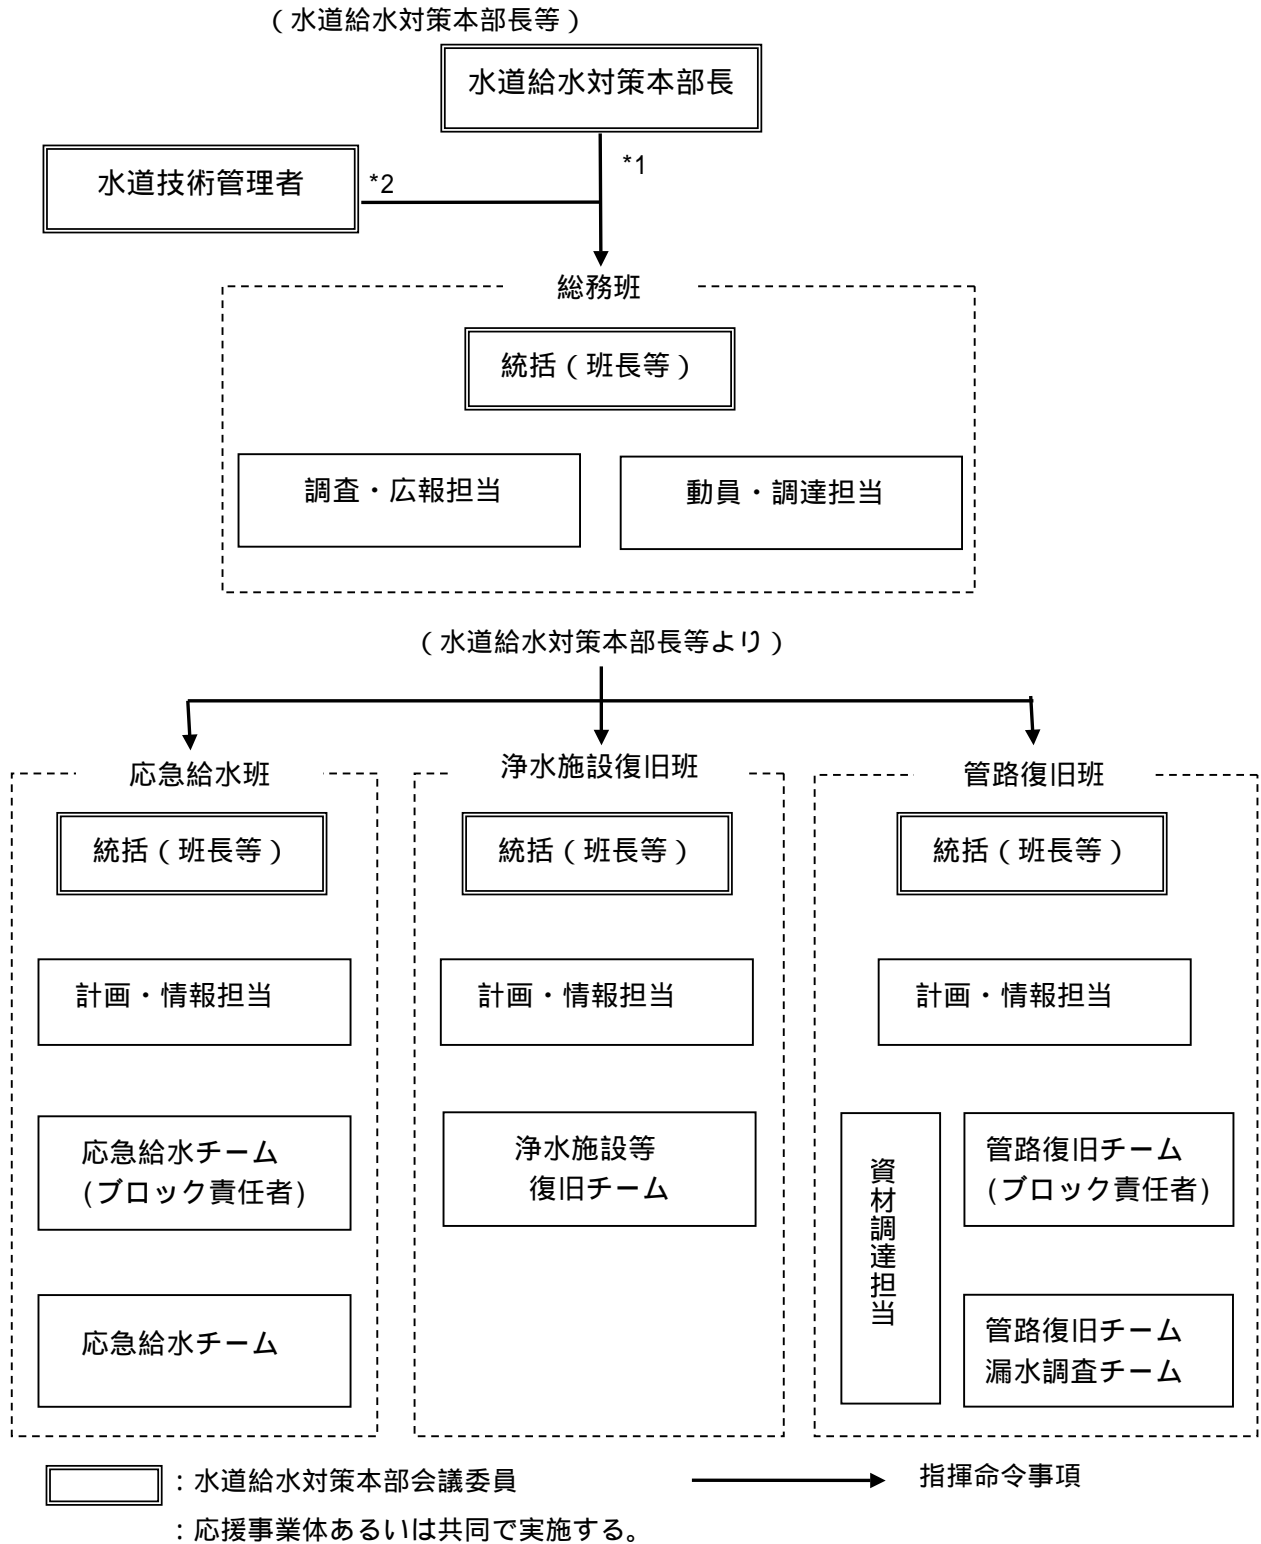 （水道給水対策本部長等）
水道給水対策本部長
*1
水道技術管理者
*2
総務班
統括（班長等）
調査・広報担当
動員・調達担当
（水道給水対策本部長等より）
応急給水班
統括（班長等）
計画・情報担当
応急給水チーム
(ブロック責任者)
応急給水チーム
浄水施設復旧班
統括（班長等）
計画・情報担当
浄水施設等
復旧チーム
管路復旧班
統括（班長等）
計画・情報担当
資材調達担当
管路復旧チーム
(ブロック責任者)
管路復旧チーム
漏水調査チーム
：水道給水対策本部会議委員
指揮命令事項
：応援事業体あるいは共同で実施する。